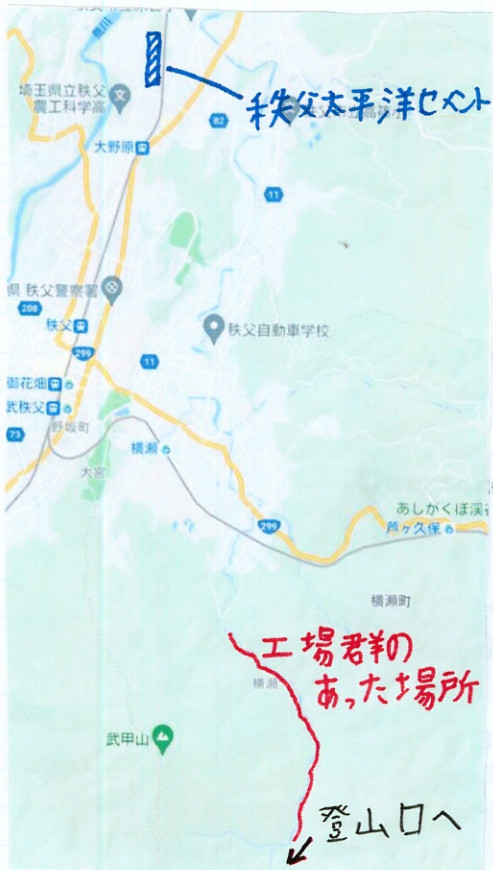 荒川
埼玉県立秩父
農工科学高
秩父太平洋セメント
82
大野原
11
県 秩父警察署
208
秩父
299
秩父自動車学校
11
御花畑
武秩父
73
野坂町
横瀬
大宮
299
あしがくぼ渓谷
芦ヶ久保
横瀬町
工場群の
あった場所
横瀬
武甲山
登山口へ